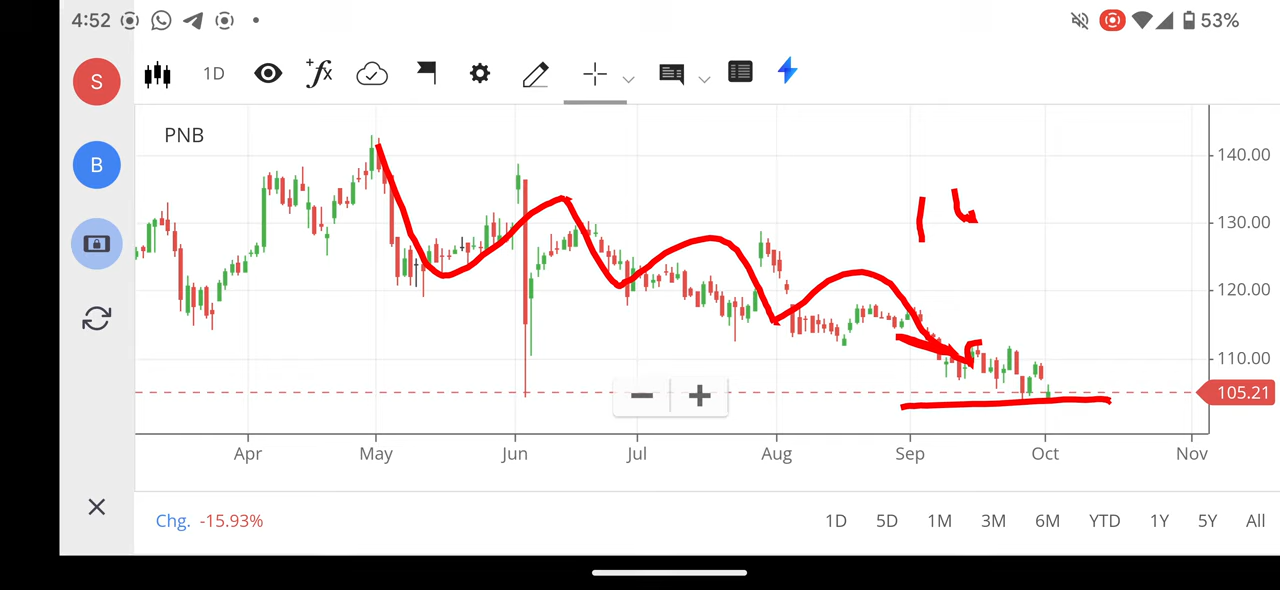 4:52 53%
S 1D
PNB
B
140.00
130.00
120.00
110.00
105.21
Apr May Jun Jul Aug Sep Oct Nov
Chg. -15.93% 1D 5D 1M 3M 6M YTD 1Y 5Y All